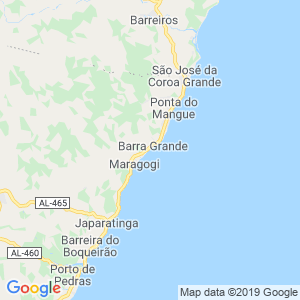 Barreiros
São José da
Coroa Grande
Ponta do
Mangue
Barra Grande
Maragogi
AL-465
Japaratinga
Barreira do
Boqueirão
AL-460
Porto de
Pedras
Google
Map data ©2019 Google